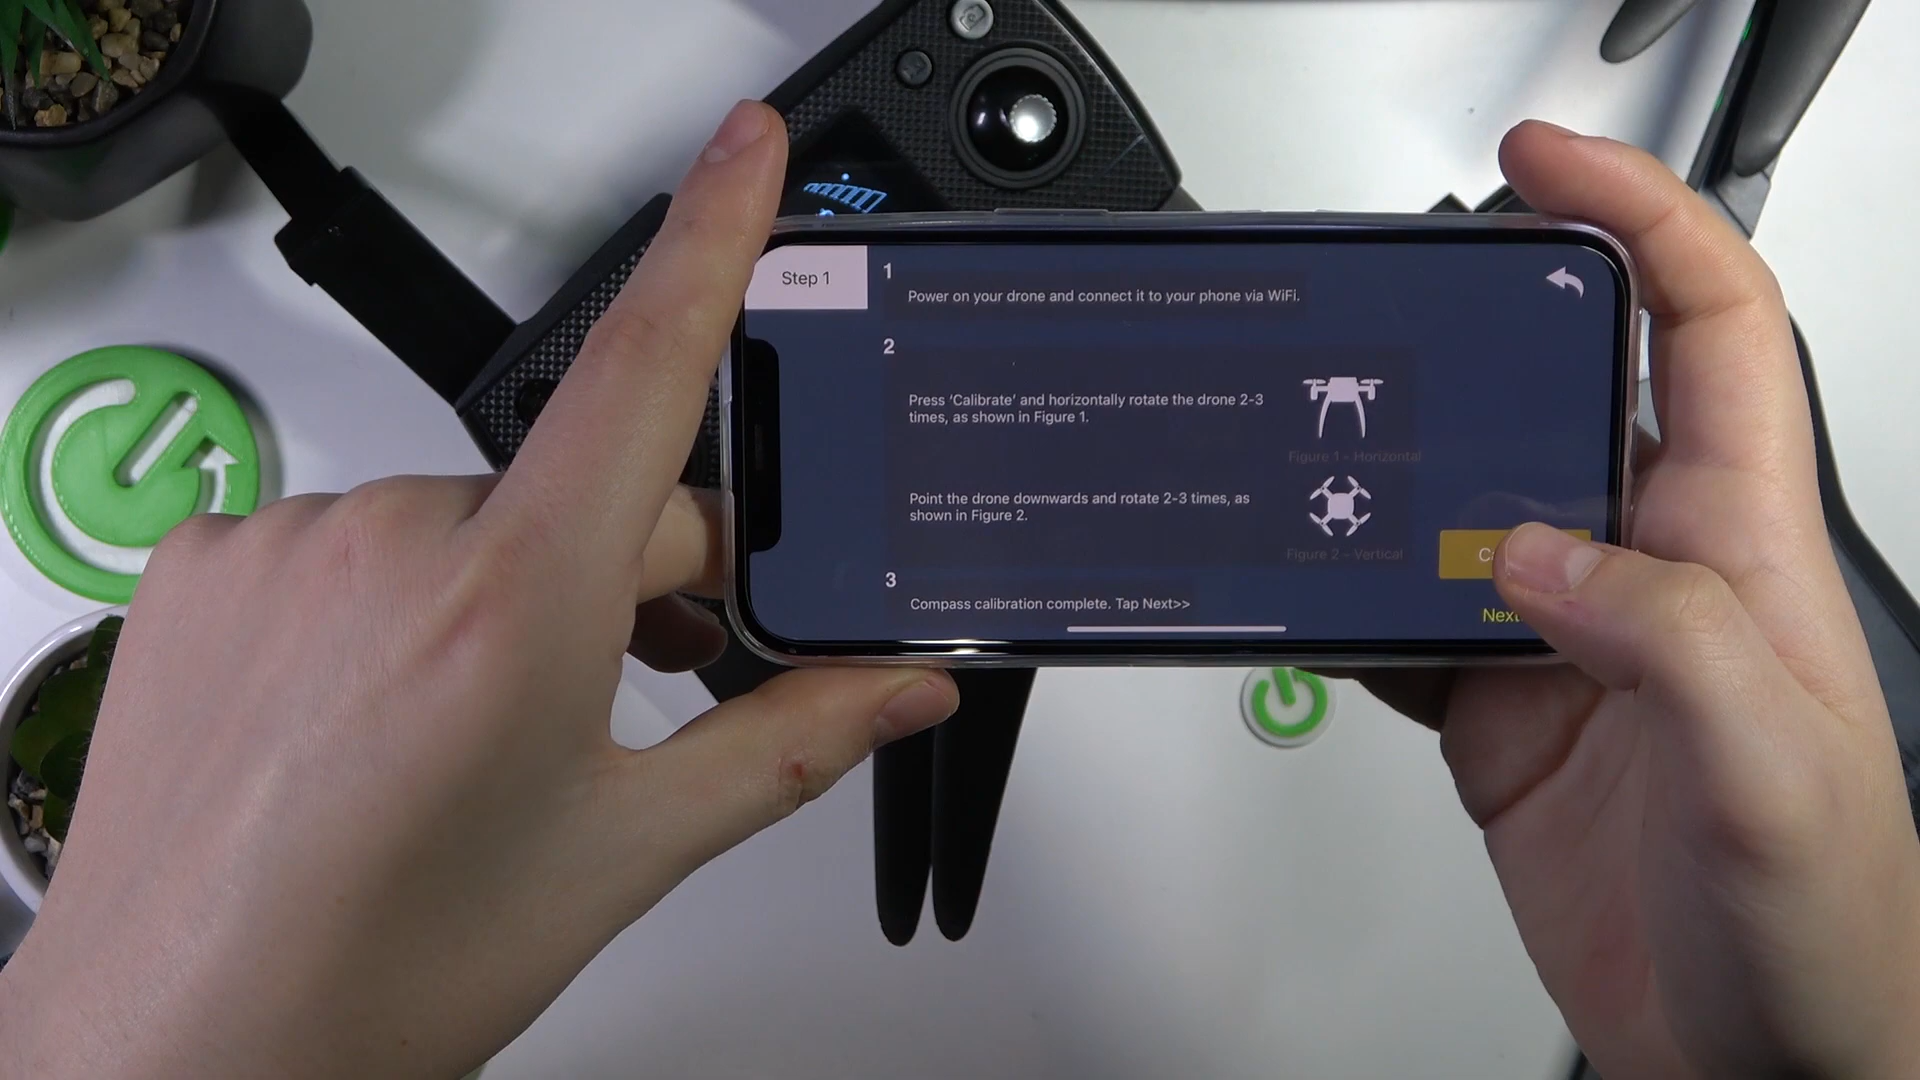 Step 1
1
Power on your drone and connect it to your phone via WiFi.
2
Press 'Calibrate' and horizontally rotate the drone 2-3
times, as shown in Figure 1.
Figure 1 - Horizontal
Point the drone downwards and rotate 2-3 times, as
shown in Figure 2.
Figure 2 - Vertical
3
Compass calibration complete. Tap Next>>
Next